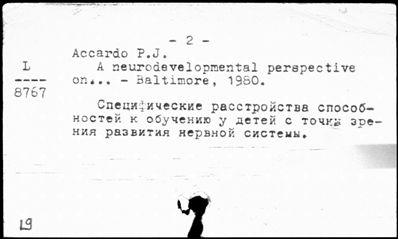 - 2 -
Accardo P.J.
L
----
8767
A neurodevelopmental perspective
on... - Baltimore, 1980.
Специфические расстройства способ-
ностей к обучению у детей с точки зре-
ния развития нервной системы.
19